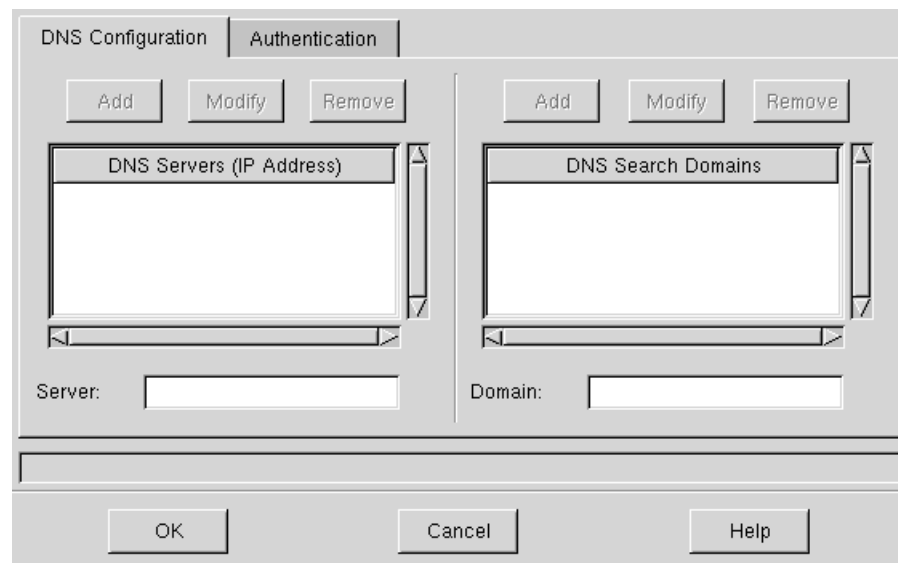 DNS Configuration Authentication
Add Modify Remove Add Modify Remove
DNS Servers (IP Address) DNS Search Domains
Server: Domain:
OK Cancel Help